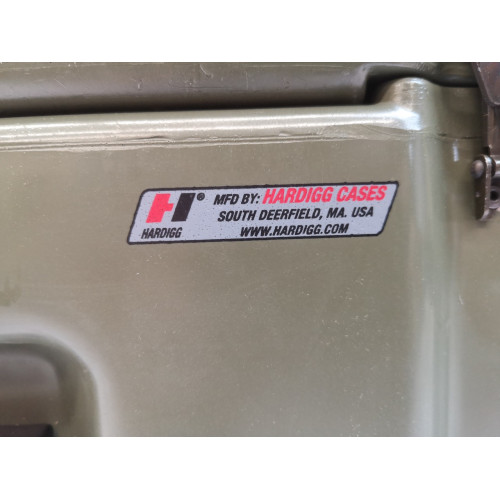 H® MFD BY: HARDIGG CASES
SOUTH DEERFIELD, MA. USA
HARDIGG WWW.HARDIGG.COM